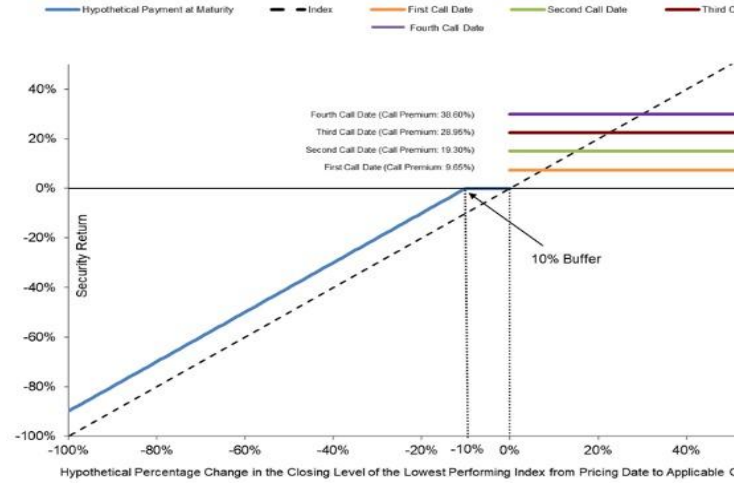 Hypothetical Payment at Maturity Index First Call Date Second Call Date Third C
Fourth Call Date
40%
Fourth Call Date (Call Premium: 38.60%)
Third Call Date (Call Premium: 28.95%)
20%
Second Call Date (Call Premium: 19.30%)
First Call Date (Call Premium: 9.65%)
0%
Security Return
-20%
10% Buffer
-40%
-60%
-80%
-100%
-100% -80% -60% -40% -20% -10% 0% 20% 40%
Hypothetical Percentage Change in the Closing Level of the Lowest Performing Index from Pricing Date to Applicable C